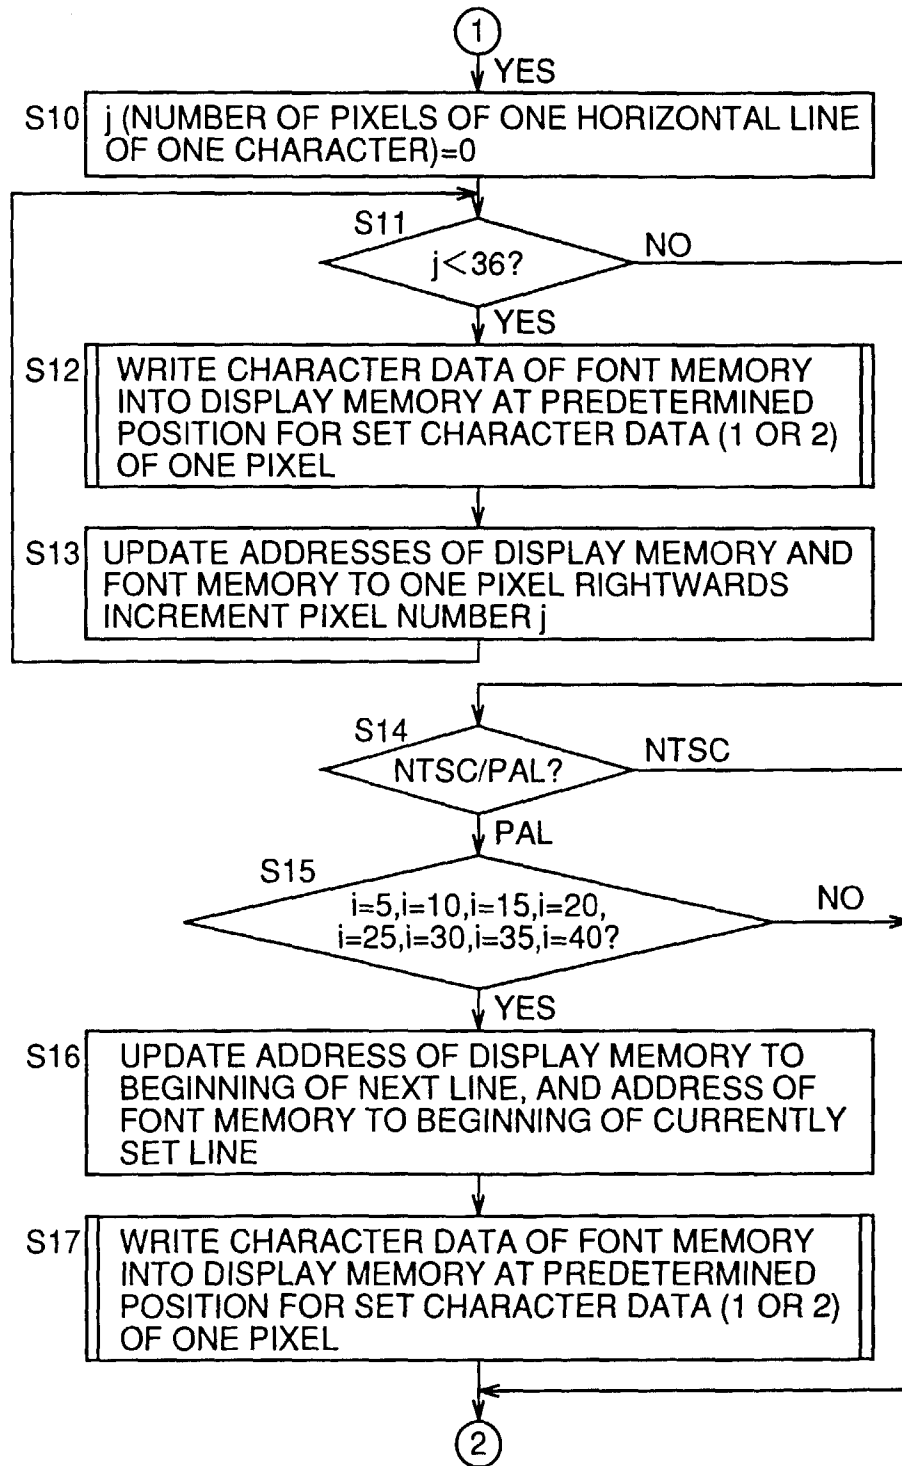 1
YES
S10
j (NUMBER OF PIXELS OF ONE HORIZONTAL LINE
OF ONE CHARACTER)=0
S11
j<36?
NO
YES
S12
WRITE CHARACTER DATA OF FONT MEMORY
INTO DISPLAY MEMORY AT PREDETERMINED
POSITION FOR SET CHARACTER DATA (1 OR 2)
OF ONE PIXEL
S13
UPDATE ADDRESSES OF DISPLAY MEMORY AND
FONT MEMORY TO ONE PIXEL RIGHTWARDS
INCREMENT PIXEL NUMBER j
S14
NTSC/PAL?
NTSC
PAL
S15
i=5,i=10,i=15,i=20,
i=25,i=30,i=35,i=40?
NO
YES
S16
UPDATE ADDRESS OF DISPLAY MEMORY TO
BEGINNING OF NEXT LINE, AND ADDRESS OF
FONT MEMORY TO BEGINNING OF CURRENTLY
SET LINE
S17
WRITE CHARACTER DATA OF FONT MEMORY
INTO DISPLAY MEMORY AT PREDETERMINED
POSITION FOR SET CHARACTER DATA (1 OR 2)
OF ONE PIXEL
2